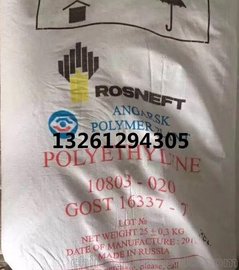 ROSNEFT
ANGARSK
POLYMER
13261294305
POLYETHYLENE
10803-020
GOST 16337-7
LOT №
NET WEIGHT 25 ± 0,3 KG
DATE OF MANUFACTURE: 201
MADE IN RUSSIA